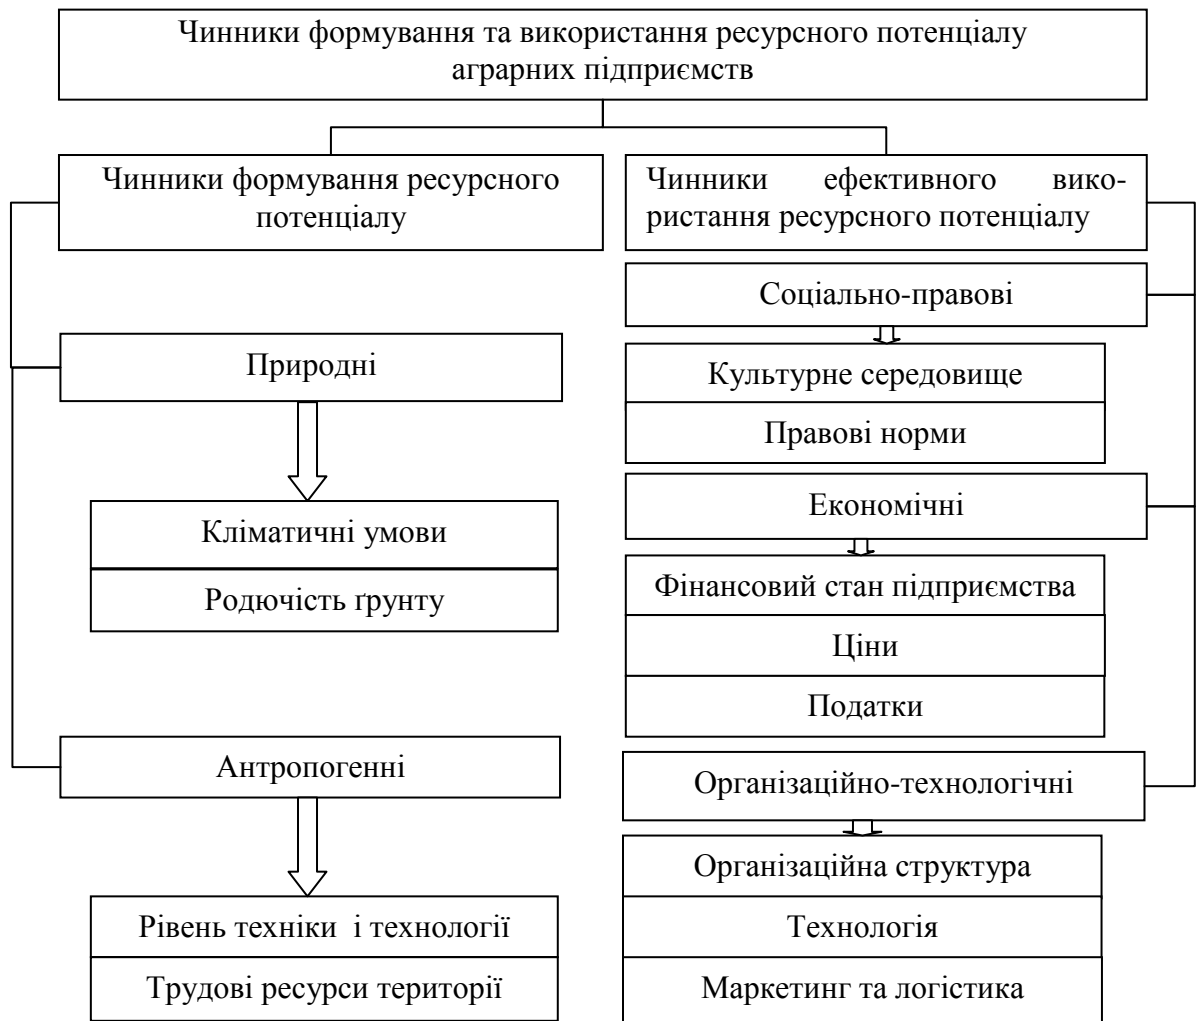 Чинники формування та використання ресурсного потенціалу
аграрних підприємств
Чинники формування ресурсного
потенціалу
Природні
Кліматичні умови
Родючість ґрунту
Антропогенні
Рівень техніки і технології
Трудові ресурси території
Чинники ефективного вико-
ристання ресурсного потенціалу
Соціально-правові
Культурне середовище
Правові норми
Економічні
Фінансовий стан підприємства
Ціни
Податки
Організаційно-технологічні
Організаційна структура
Технологія
Маркетинг та логістика